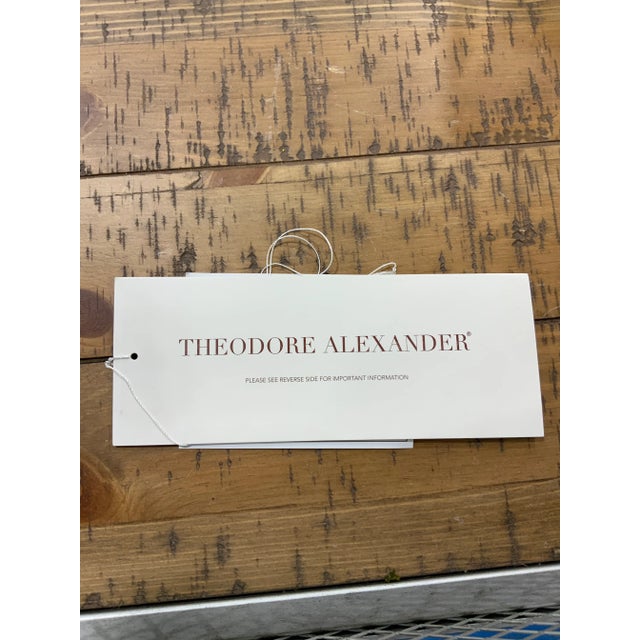 THEODORE ALEXANDER®
PLEASE SEE REVERSE SIDE FOR IMPORTANT INFORMATION